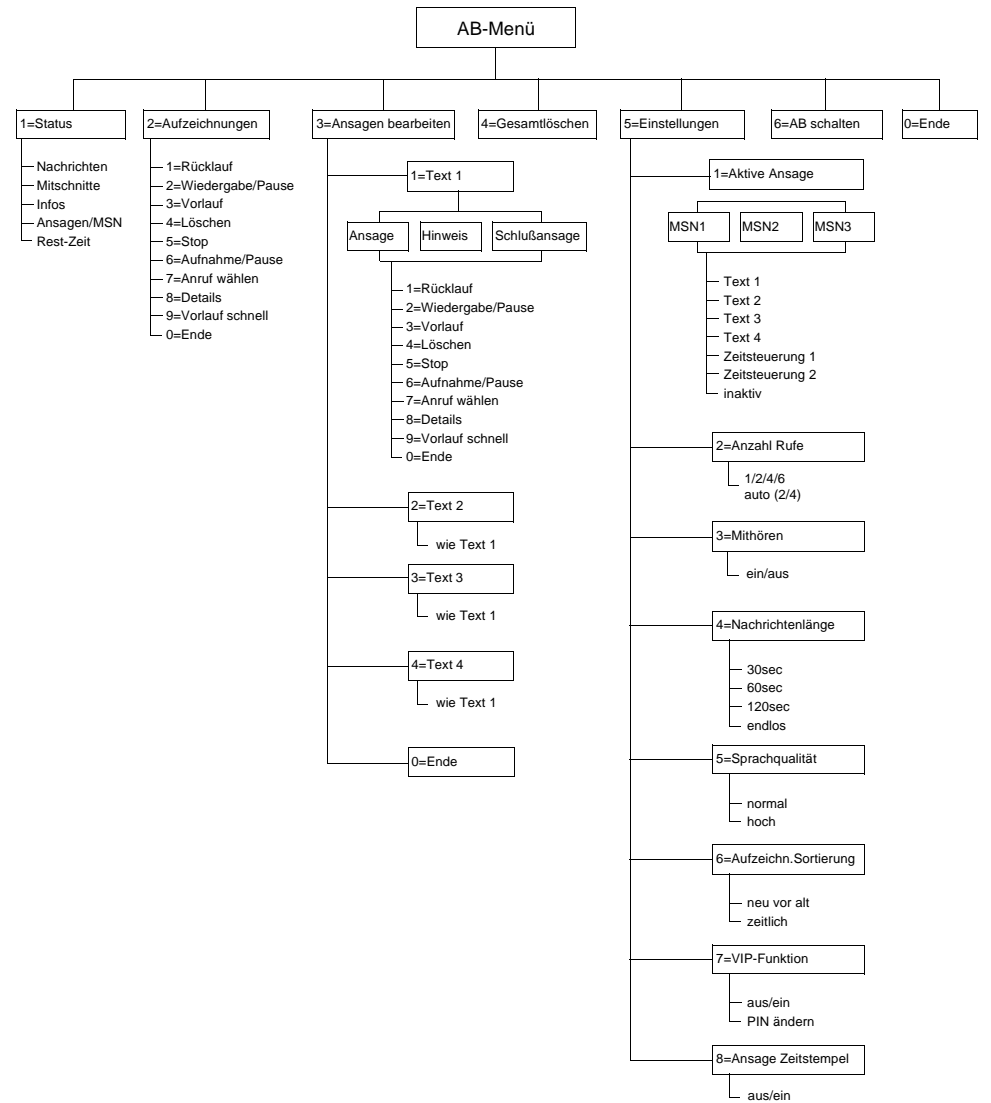 AB-Menü
1=Status
Nachrichten
Mitschnitte
Infos
Ansagen/MSN
Rest-Zeit
2=Aufzeichnungen
1=Rücklauf
2=Wiedergabe/Pause
3=Vorlauf
4=Löschen
5=Stop
6=Aufnahme/Pause
7=Anruf wählen
8=Details
9=Vorlauf schnell
0=Ende
3=Ansagen bearbeiten
1=Text 1
Ansage
Hinweis
Schlußansage
1=Rücklauf
2=Wiedergabe/Pause
3=Vorlauf
4=Löschen
5=Stop
6=Aufnahme/Pause
7=Anruf wählen
8=Details
9=Vorlauf schnell
0=Ende
2=Text 2
wie Text 1
3=Text 3
wie Text 1
4=Text 4
wie Text 1
0=Ende
4=Gesamtlöschen
5=Einstellungen
1=Aktive Ansage
MSN1
MSN2
MSN3
Text 1
Text 2
Text 3
Text 4
Zeitsteuerung 1
Zeitsteuerung 2
inaktiv
2=Anzahl Rufe
1/2/4/6
auto (2/4)
3=Mithören
ein/aus
4=Nachrichtenlänge
30sec
60sec
120sec
endlos
5=Sprachqualität
normal
hoch
6=Aufzeichn.Sortierung
neu vor alt
zeitlich
7=VIP-Funktion
aus/ein
PIN ändern
8=Ansage Zeitstempel
aus/ein
6=AB schalten
0=Ende